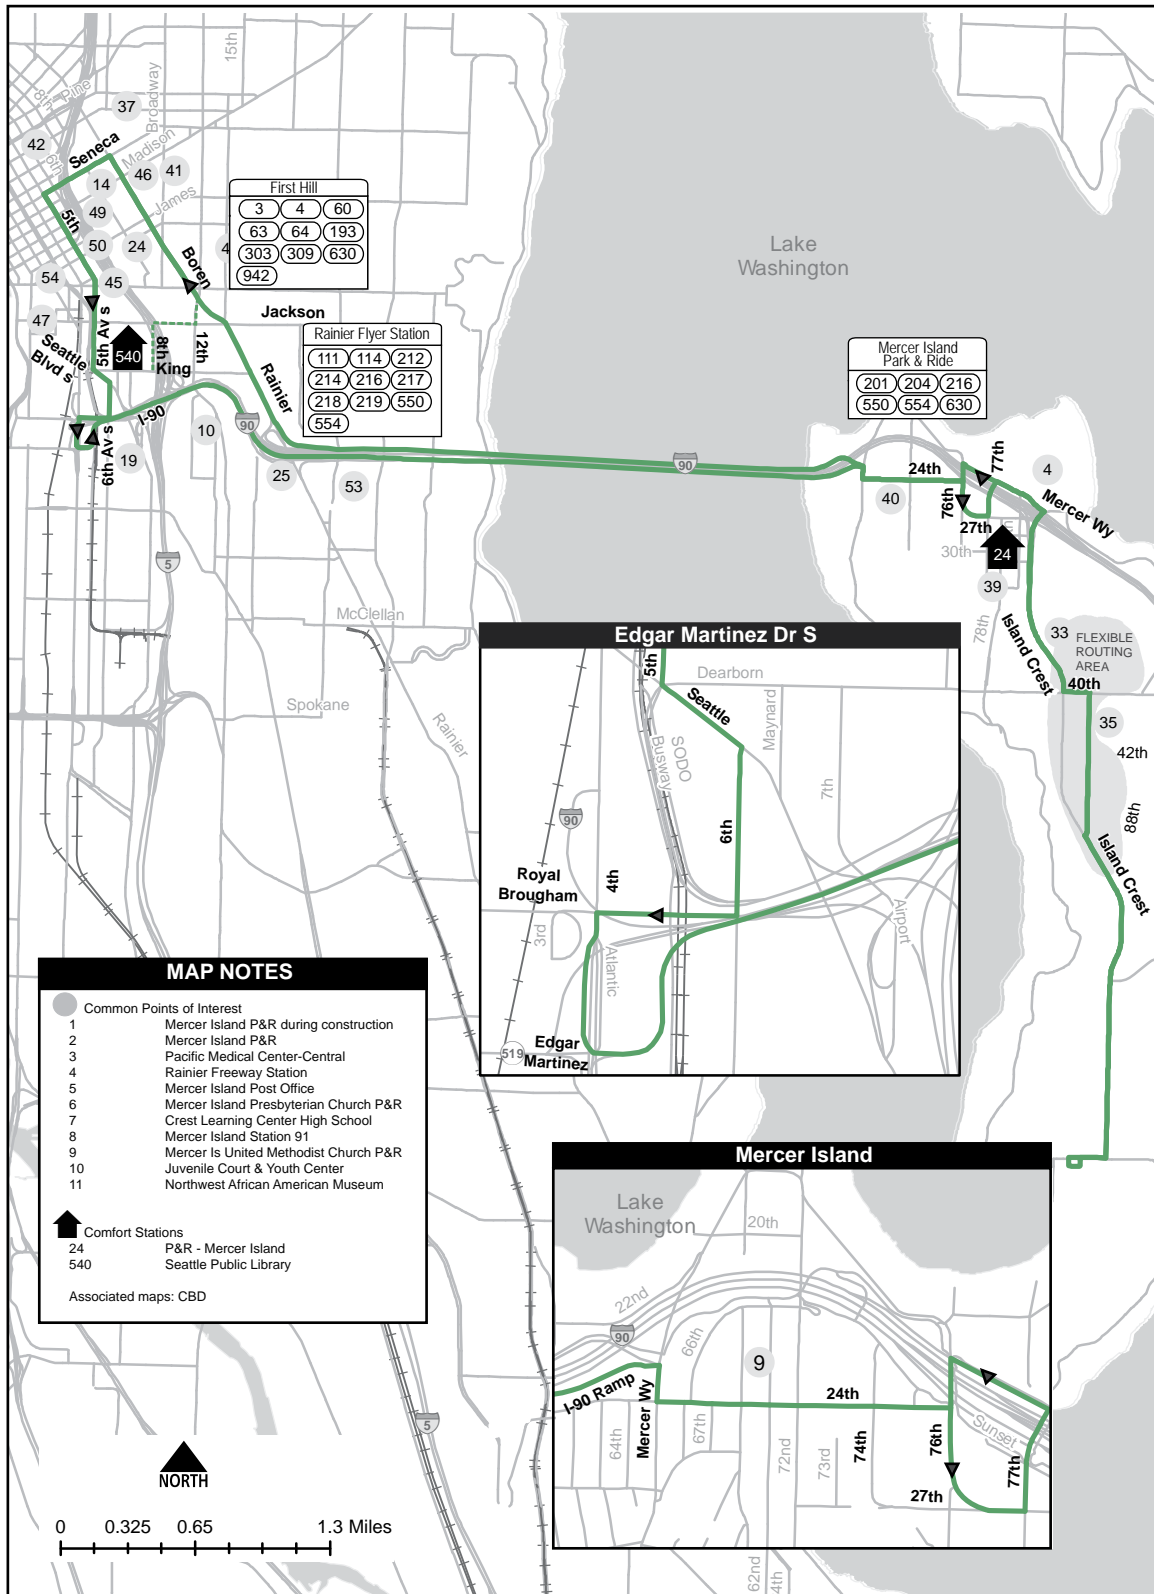 15th
Broadway
8th
Pine
37
42
6th
Seneca
Madison
46
41
14
James
5th
49
50
24
4
Boren
54
45
47
First Hill
3 4 60
63 64 193
303 309 630
942
Lake
Washington
Jackson
5th Av s
Seattle
Blvd s
540
8th
King
12th
Rainier
Rainier Flyer Station
111 114 212
214 216 217
218 219 550
554
Mercer Island
Park & Ride
201 204 216
550 554 630
I-90
6th Av s
10
90
19
25
53
90
24th
77th
4
40
76th
Mercer Wy
27th
30th
24
39
78th
5
McClellan
Spokane
Rainier
Island Crest
33
FLEXIBLE
ROUTING
AREA
40th
35
42th
88th
Island Crest
Edgar Martinez Dr S
5th
Dearborn
Seattle
Maynard
SODO
Busway
7th
90
6th
Royal
Brougham
4th
3rd
Atlantic
Airport
519
Edgar
Martinez
MAP NOTES
Common Points of Interest
1 Mercer Island P&R during construction
2 Mercer Island P&R
3 Pacific Medical Center-Central
4 Rainier Freeway Station
5 Mercer Island Post Office
6 Mercer Island Presbyterian Church P&R
7 Crest Learning Center High School
8 Mercer Island Station 91
9 Mercer Is United Methodist Church P&R
10 Juvenile Court & Youth Center
11 Northwest African American Museum
Comfort Stations
24 P&R - Mercer Island
540 Seattle Public Library
Associated maps: CBD
Mercer Island
Lake
Washington
20th
22nd
90
66th
9
I-90 Ramp
Mercer Wy
24th
64th
67th
72nd
73rd
74th
76th
Sunset
77th
27th
5
62nd
4th
NORTH
0 0.325 0.65 1.3 Miles